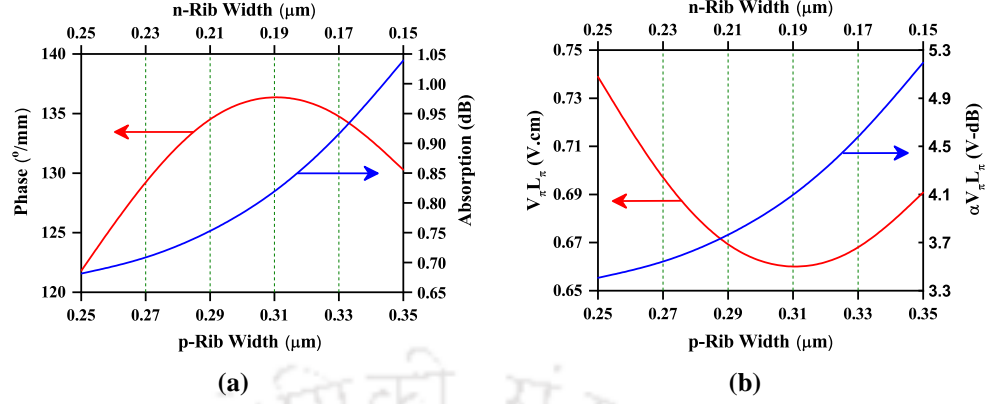 n-Rib Width (μm)
0.25 0.23 0.21 0.19 0.17 0.15
140 135 130 125 120
Phase (°/mm)
1.05 1.00 0.95 0.90 0.85 0.80 0.75 0.70 0.65
Absorption (dB)
0.25 0.27 0.29 0.31 0.33 0.35
p-Rib Width (μm)
(a)
n-Rib Width (μm)
0.25 0.23 0.21 0.19 0.17 0.15
0.75 0.73 0.71 0.69 0.67 0.65
VπLπ (V.cm)
5.3 4.9 4.5 4.1 3.7 3.3
αVπLπ (V-dB)
0.25 0.27 0.29 0.31 0.33 0.35
p-Rib Width (μm)
(b)